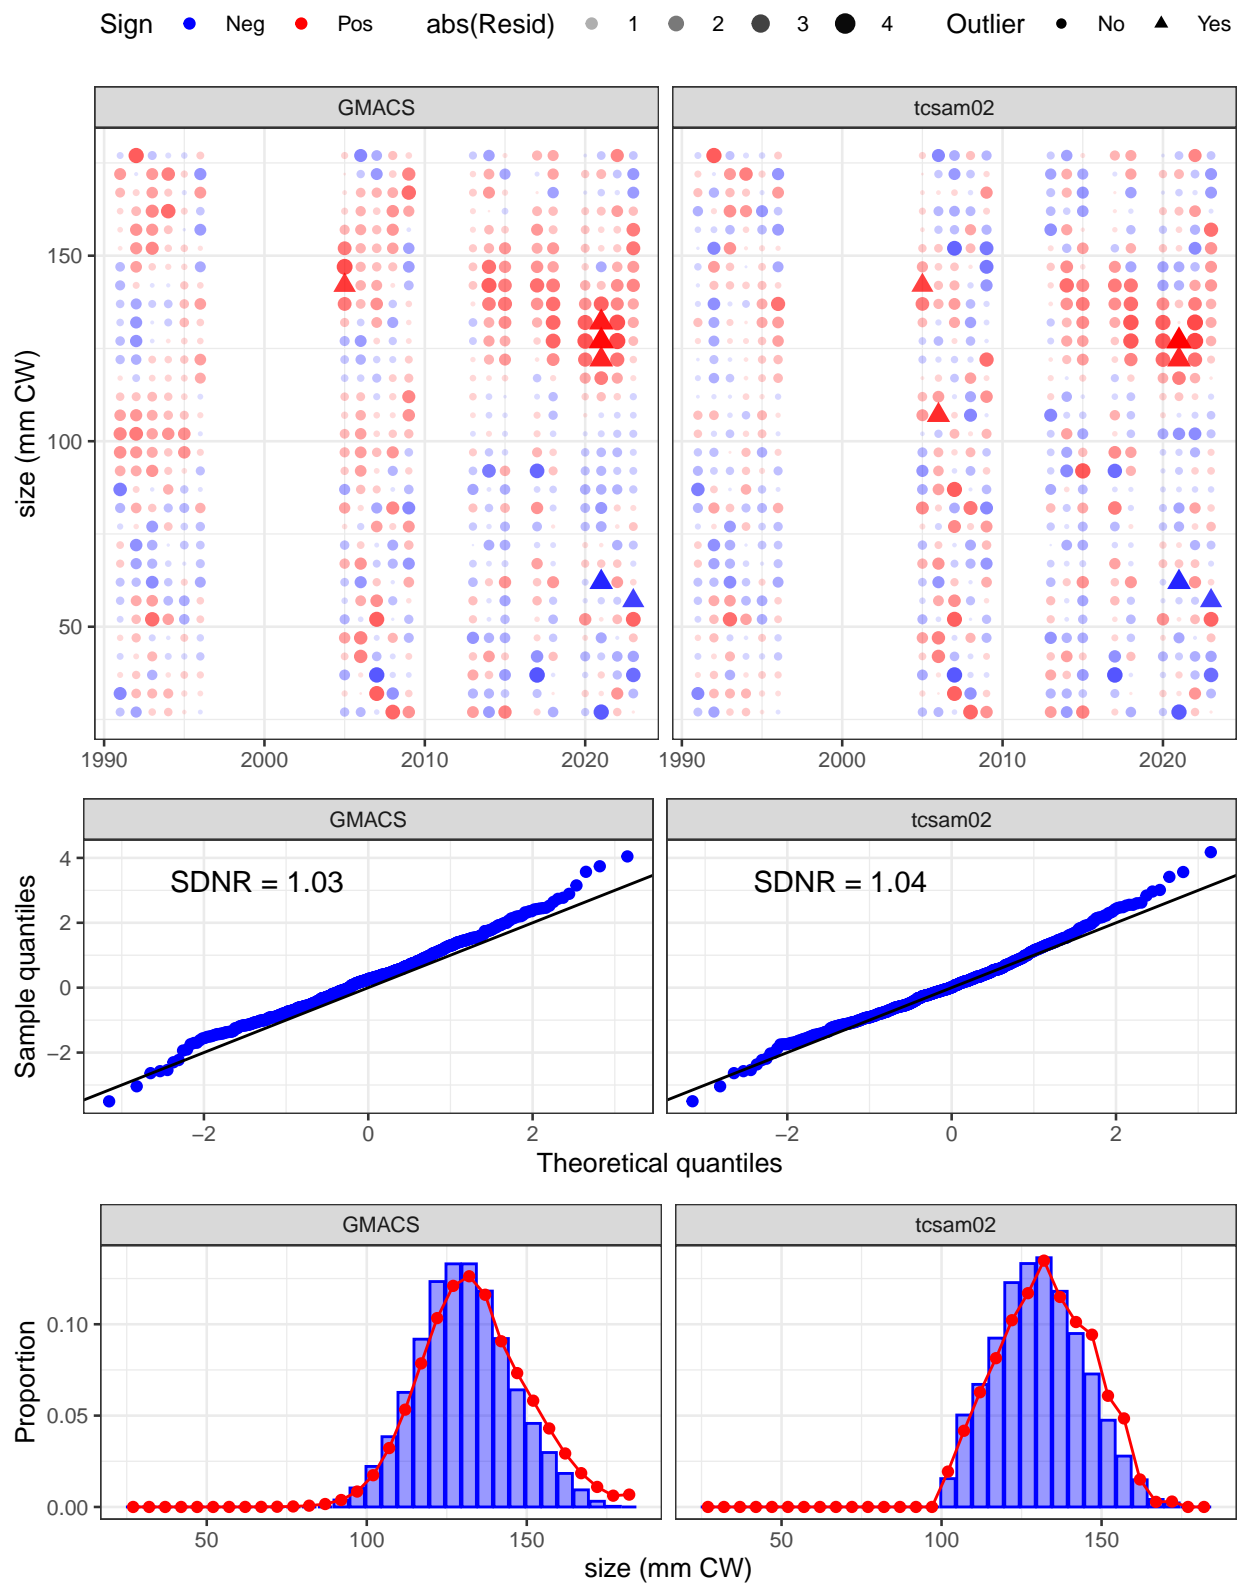 Sign Neg Pos abs(Resid) 1 2 3 4 Outlier No Yes
GMACS tcsam02
150
100
50
size (mm CW)
1990 2000 2010 2020 1990 2000 2010 2020
GMACS tcsam02
SDNR = 1.03 SDNR = 1.04
4
2
0
−2
Sample quantiles
−2 0 2 −2 0 2
Theoretical quantiles
GMACS tcsam02
0.10
0.05
0.00
Proportion
50 100 150 50 100 150
size (mm CW)